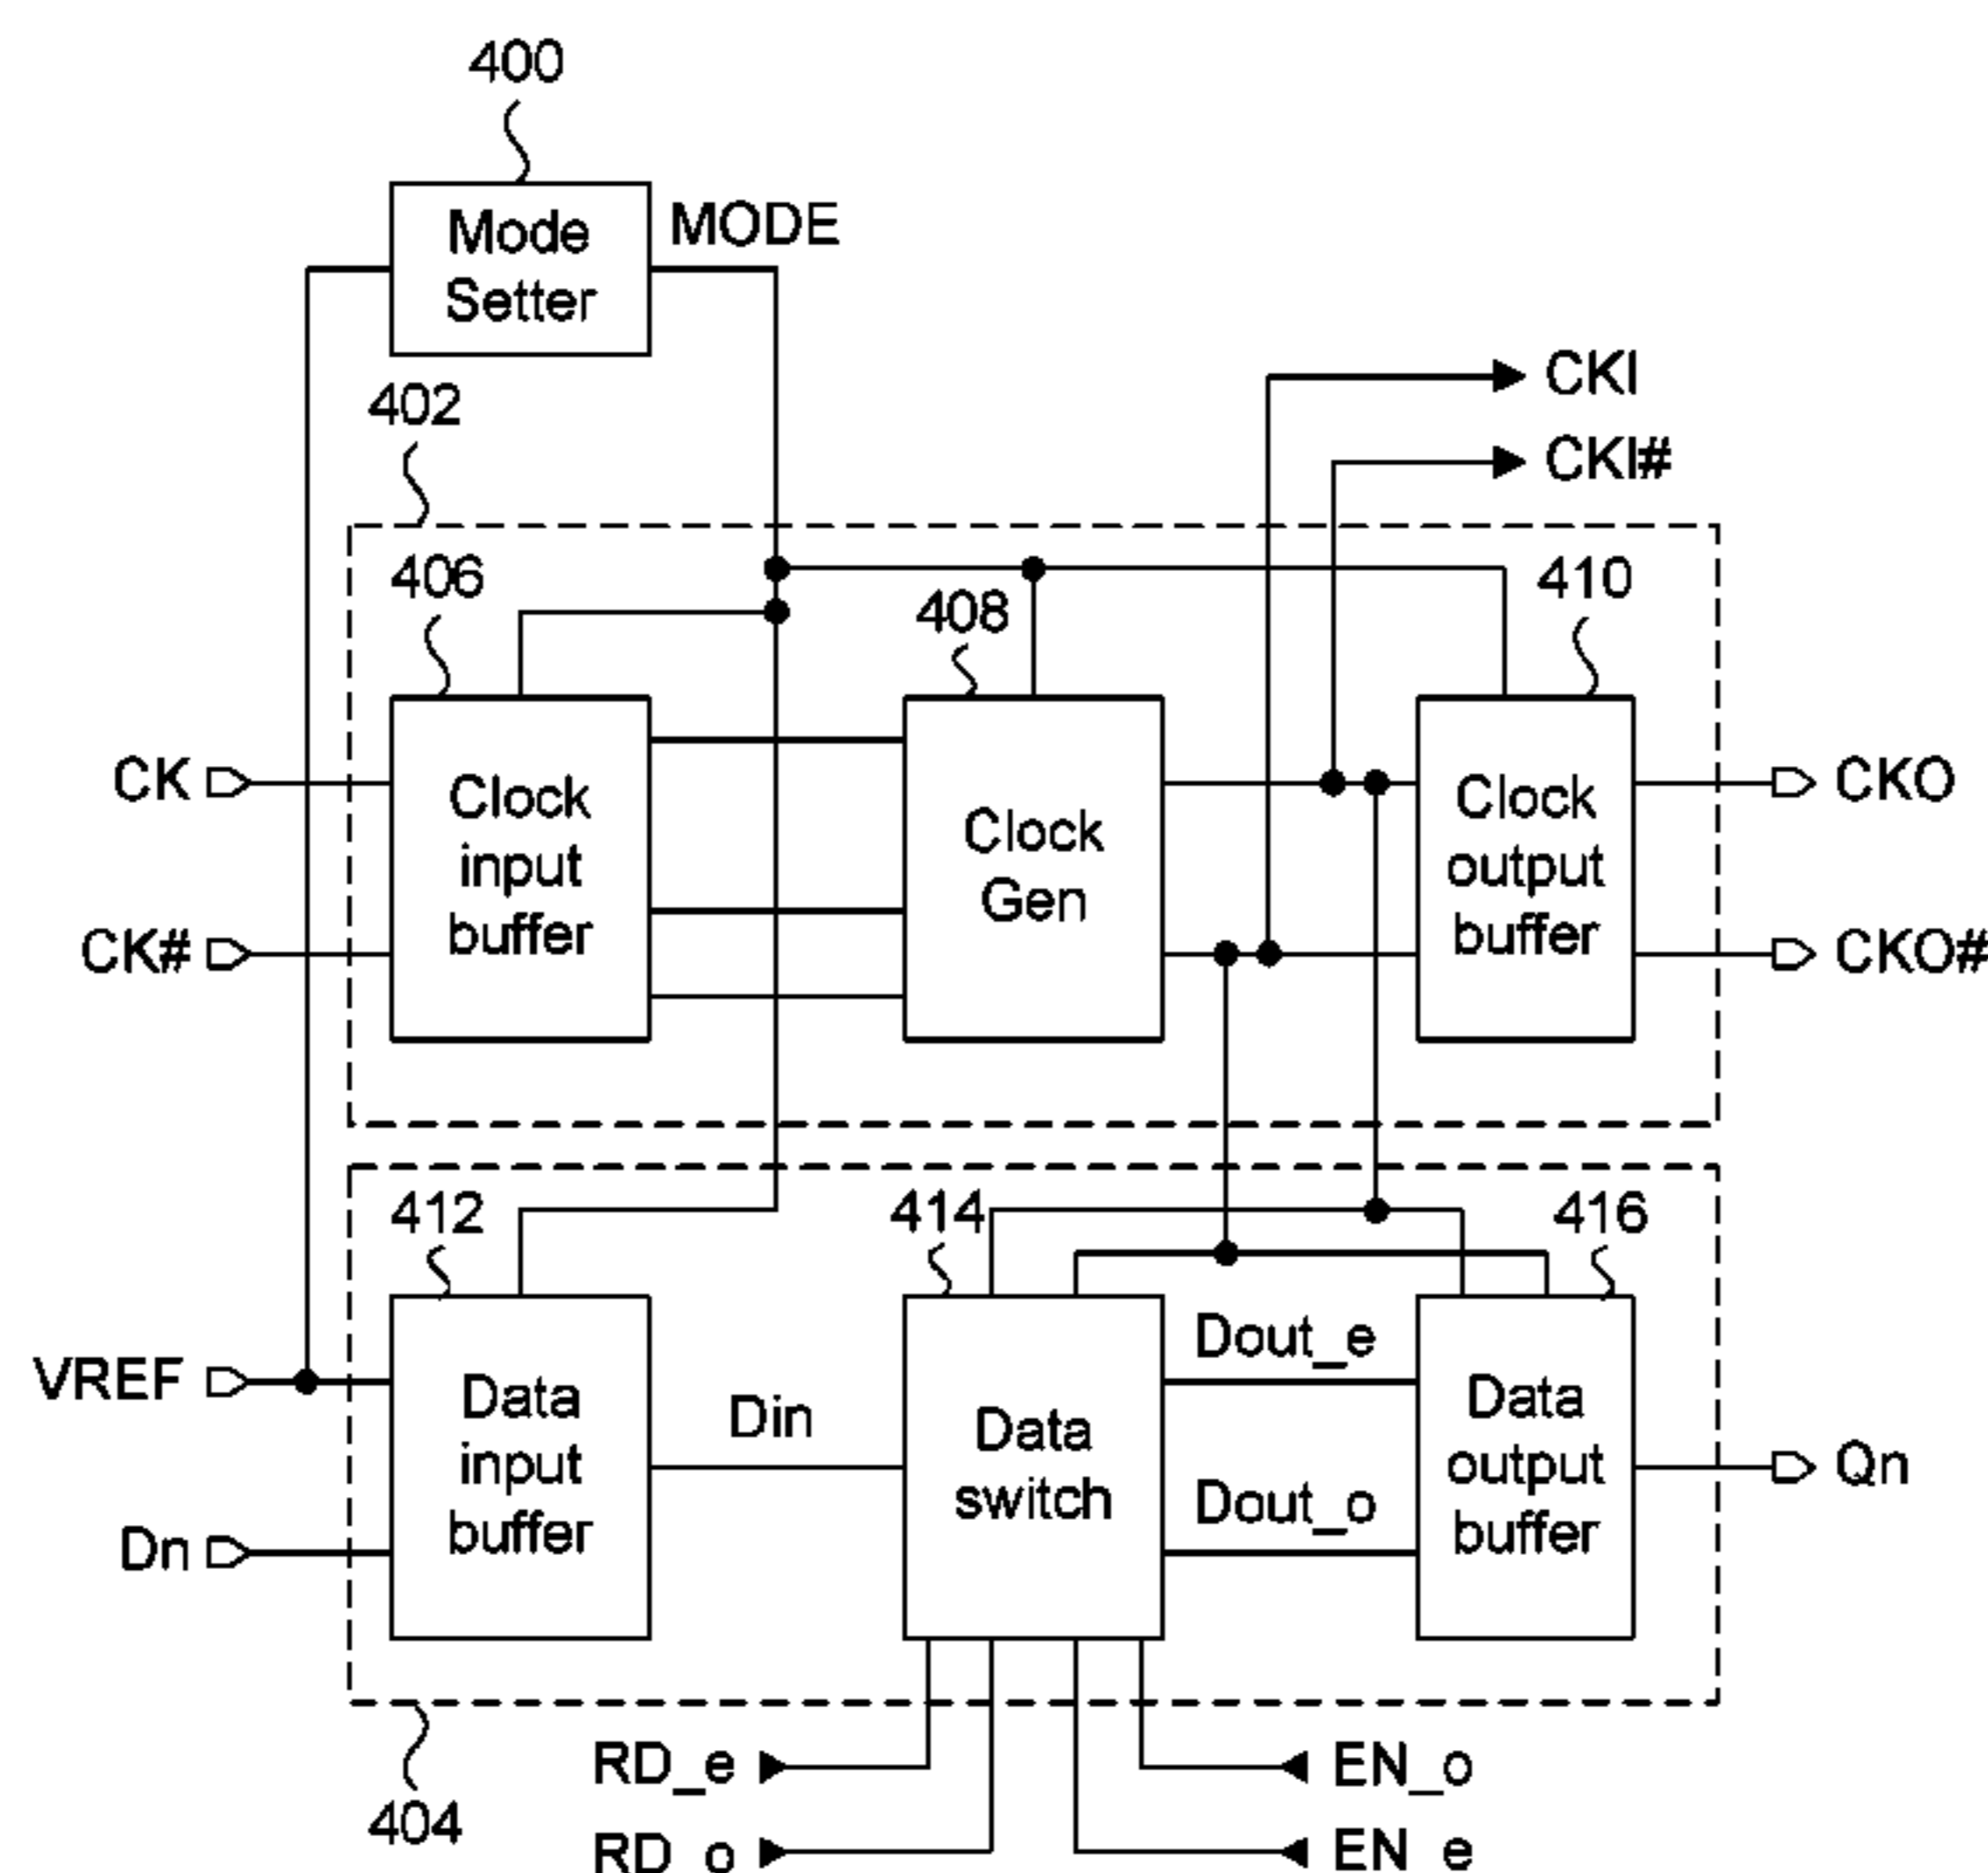 400
Mode
Setter
MODE
CKI
402
CKI#
406
408
410
CK
Clock
input
buffer
Clock
Gen
Clock
output
buffer
CKO
CK#
CKO#
412
414
416
VREF
Data
input
buffer
Din
Data
switch
Dout_e
Dout_o
Data
output
buffer
Qn
Dn
RD_e
EN_o
404
RD_o
EN_e